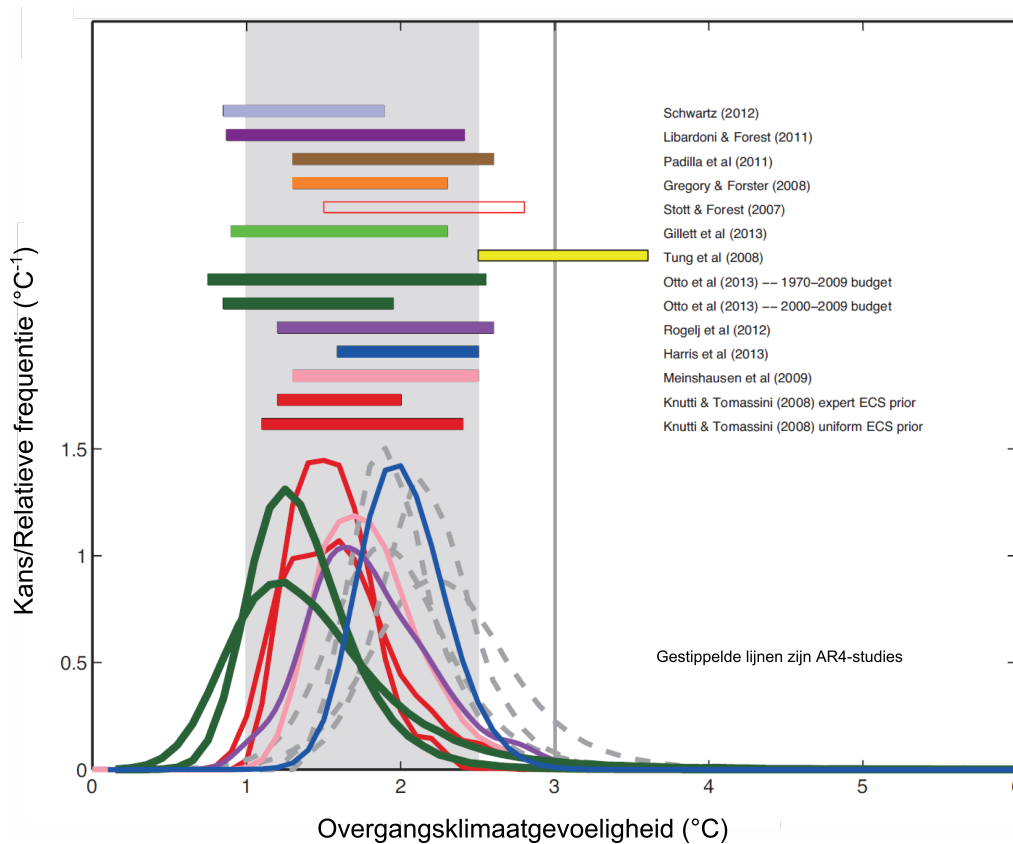 Schwartz (2012)
Libardoni & Forest (2011)
Padilla et al (2011)
Gregory & Forster (2008)
Stott & Forest (2007)
Gillett et al (2013)
Tung et al (2008)
Otto et al (2013) –– 1970–2009 budget
Otto et al (2013) –– 2000–2009 budget
Rogelj et al (2012)
Harris et al (2013)
Meinshausen et al (2009)
Knutti & Tomassini (2008) expert ECS prior
Knutti & Tomassini (2008) uniform ECS prior
Kans/Relatieve frequentie (°C⁻¹)
1.5
1
0.5
0
Gestippelde lijnen zijn AR4-studies
0 1 2 3 4 5 6
Overgangsklimaatgevoeligheid (°C)